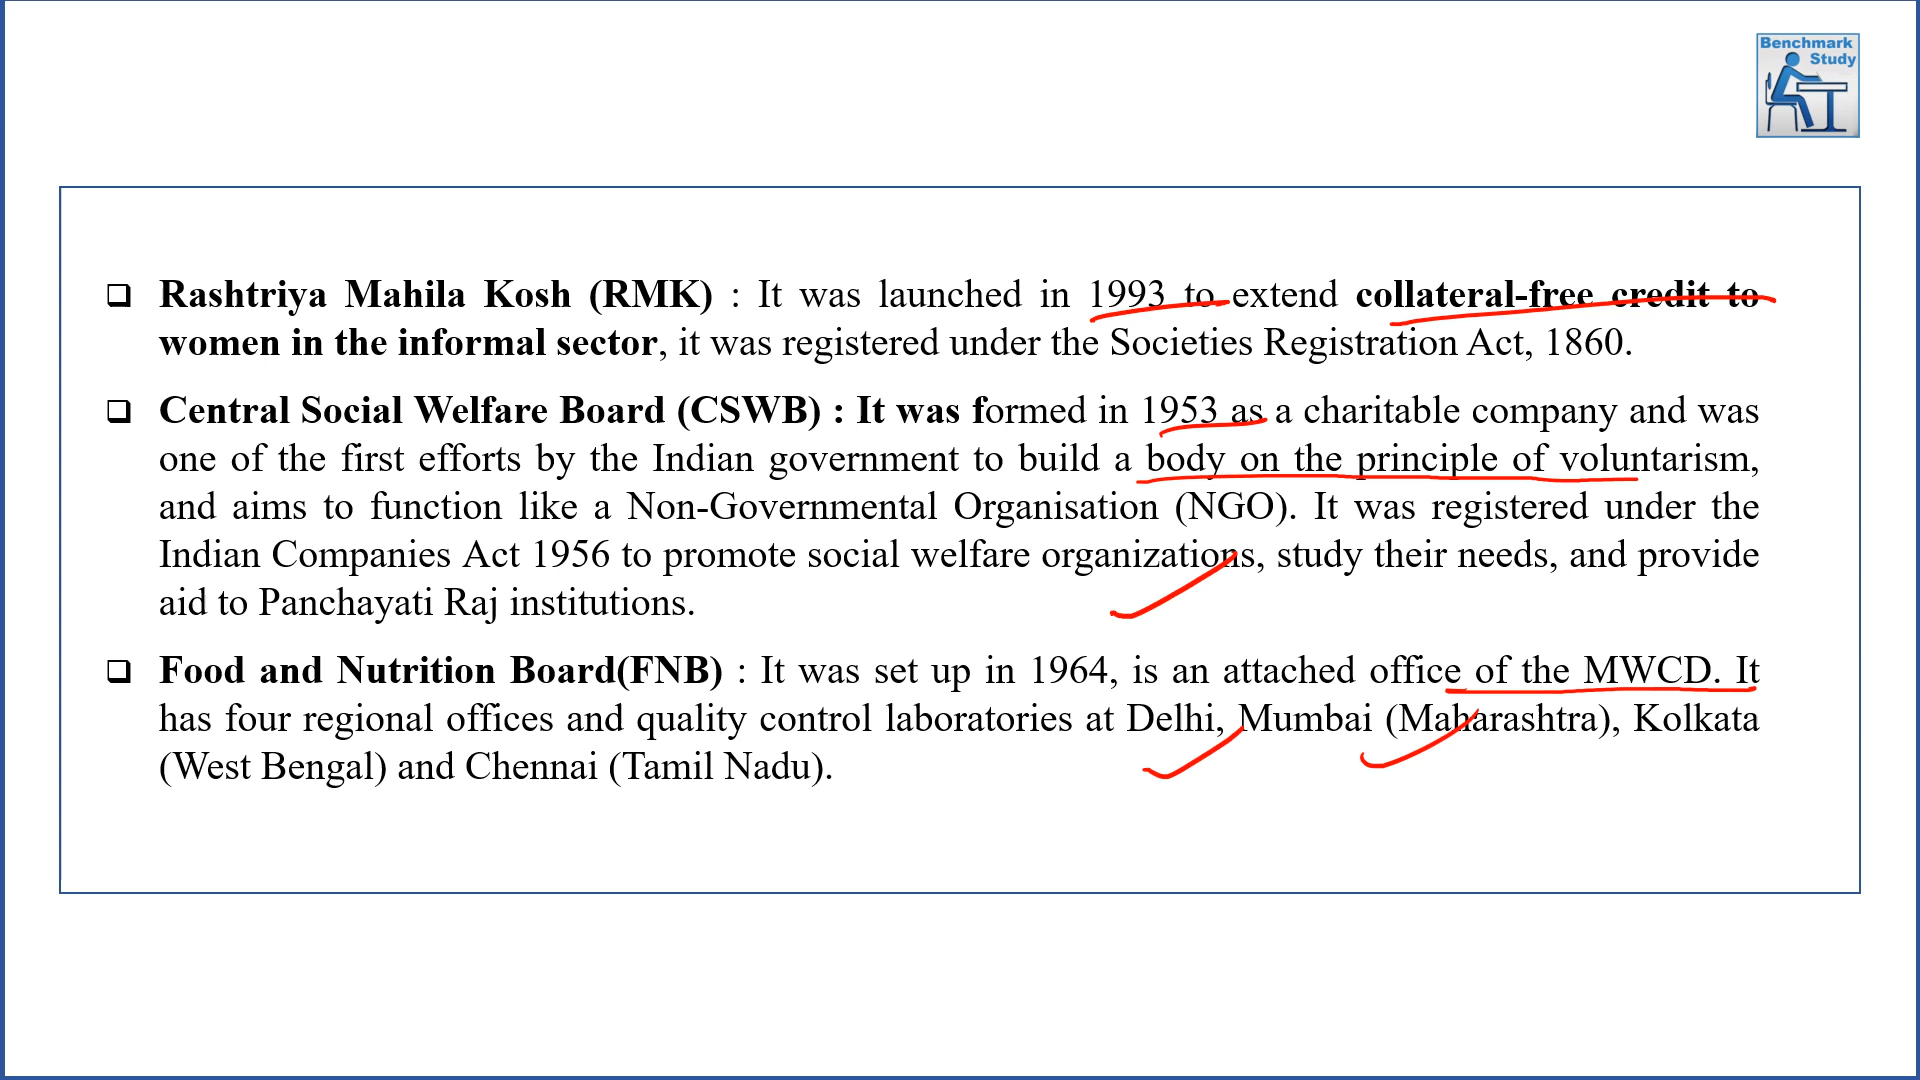 Benchmark
Study
❑ Rashtriya Mahila Kosh (RMK) : It was launched in 1993 to extend collateral-free credit to
women in the informal sector, it was registered under the Societies Registration Act, 1860.
❑ Central Social Welfare Board (CSWB) : It was formed in 1953 as a charitable company and was
one of the first efforts by the Indian government to build a body on the principle of voluntarism,
and aims to function like a Non-Governmental Organisation (NGO). It was registered under the
Indian Companies Act 1956 to promote social welfare organizations, study their needs, and provide
aid to Panchayati Raj institutions.
❑ Food and Nutrition Board(FNB) : It was set up in 1964, is an attached office of the MWCD. It
has four regional offices and quality control laboratories at Delhi, Mumbai (Maharashtra), Kolkata
(West Bengal) and Chennai (Tamil Nadu).